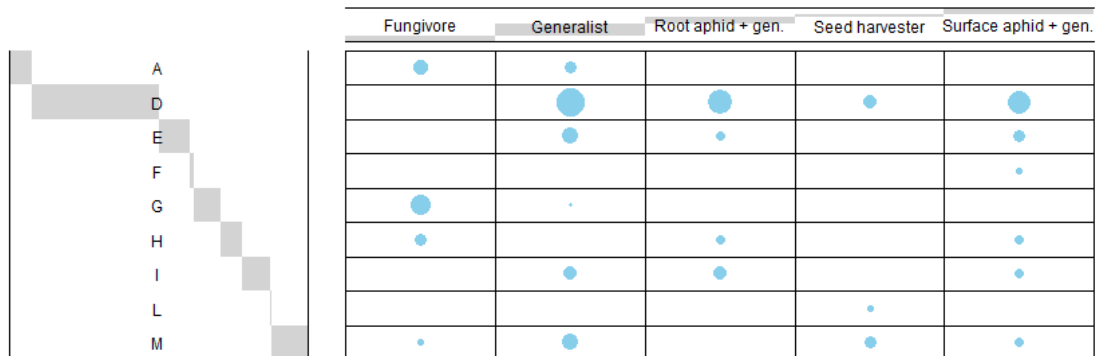 Fungivore Generalist Root aphid + gen. Seed harvester Surface aphid + gen.
A
D
E
F
G
H
I
L
M